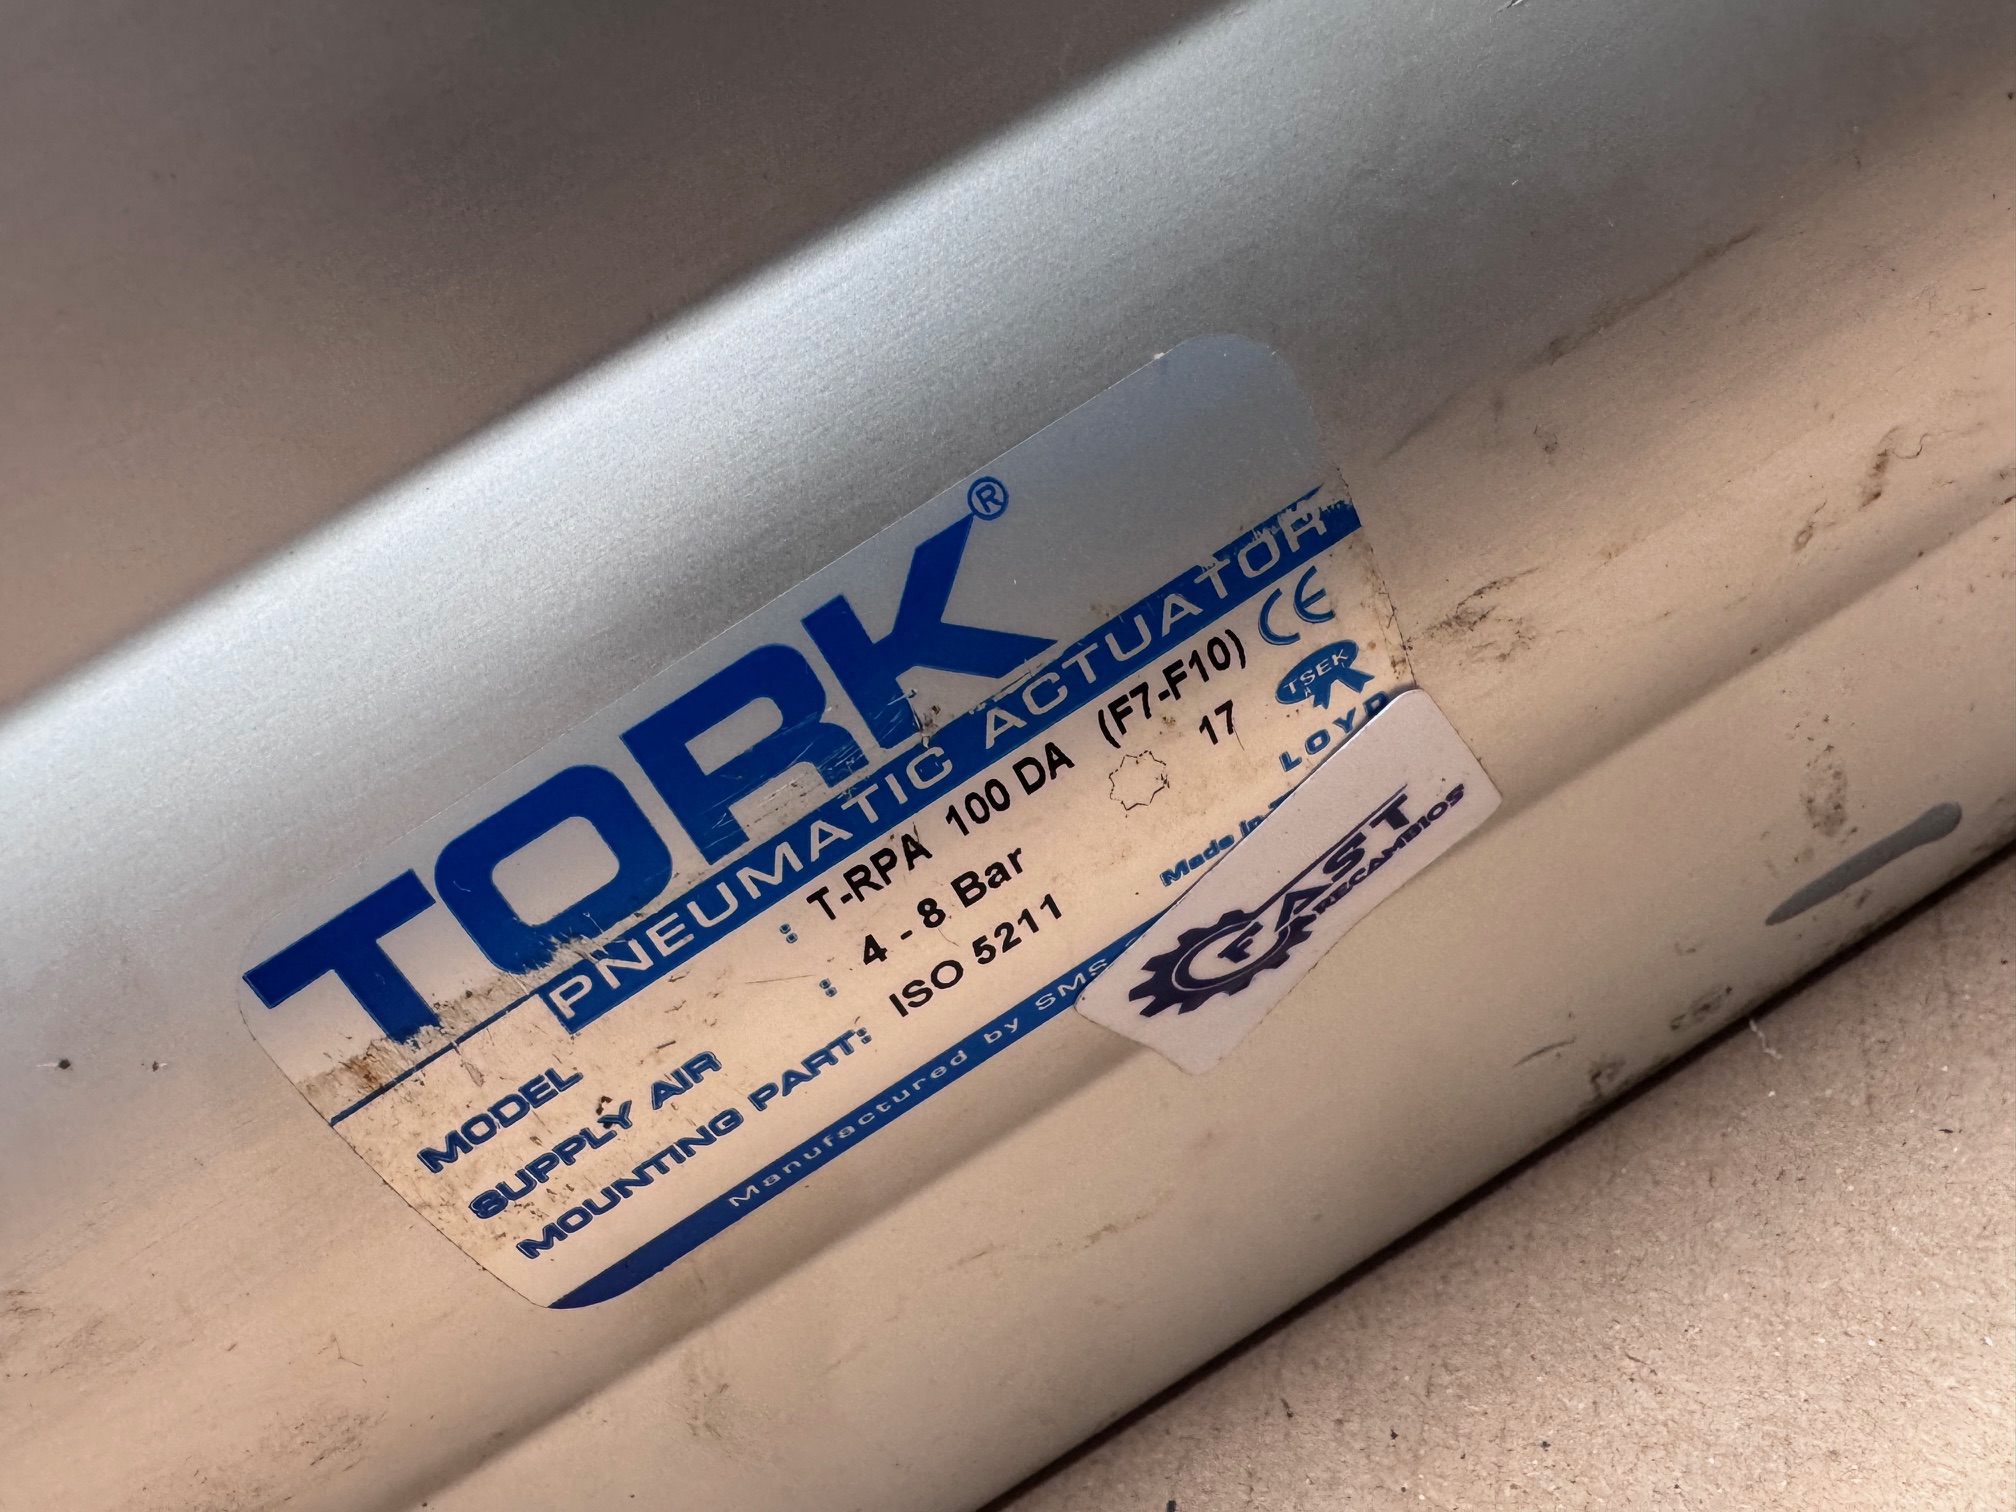 TORK®
PNEUMATIC ACTUATOR
MODEL : T-RPA 100 DA (F7-F10) CE
SUPPLY AIR : 4 - 8 Bar 17 TSEK
MOUNTING PART: ISO 5211 LOYD
Made in
Manufactured by SMS
FAST
RECAMBIOS
F